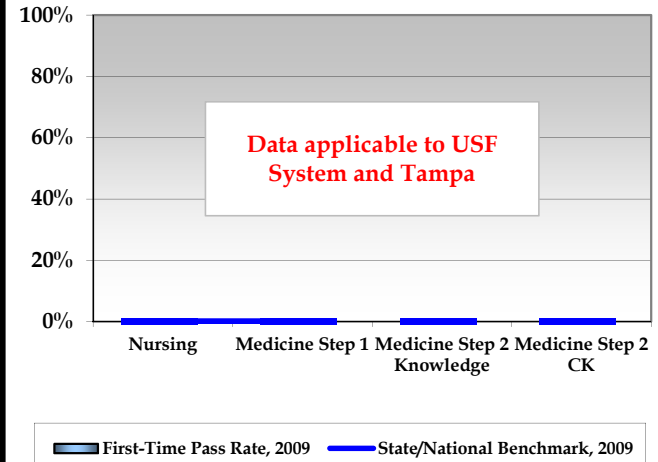 100%
80%
60%
40%
20%
0%
Data applicable to USF
System and Tampa
Nursing
Medicine Step 1
Medicine Step 2
Knowledge
Medicine Step 2
CK
First-Time Pass Rate, 2009
State/National Benchmark, 2009